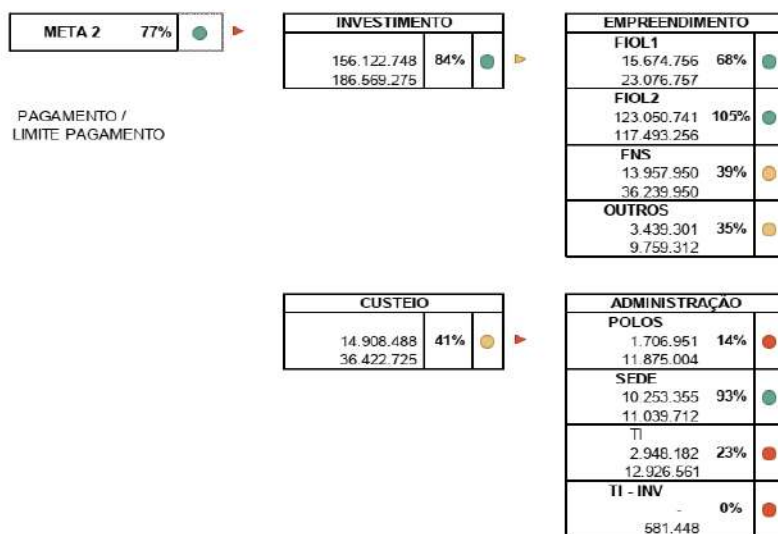 META 2 77%
PAGAMENTO /
LIMITE PAGAMENTO
INVESTIMENTO
156.122.748 84%
186.569.275
EMPREENDIMENTO
FIOL1
15.674.756 68%
23.076.757
FIOL2
123.050.741 105%
117.493.256
FNS
13.957.950 39%
36.239.950
OUTROS
3.439.301 35%
9.759.312
CUSTEIO
14.908.488 41%
36.422.725
ADMINISTRAÇÃO
POLOS
1.706.951 14%
11.875.004
SEDE
10.253.355 93%
11.039.712
TI
2.948.182 23%
12.926.561
TI - INV
- 0%
581.448